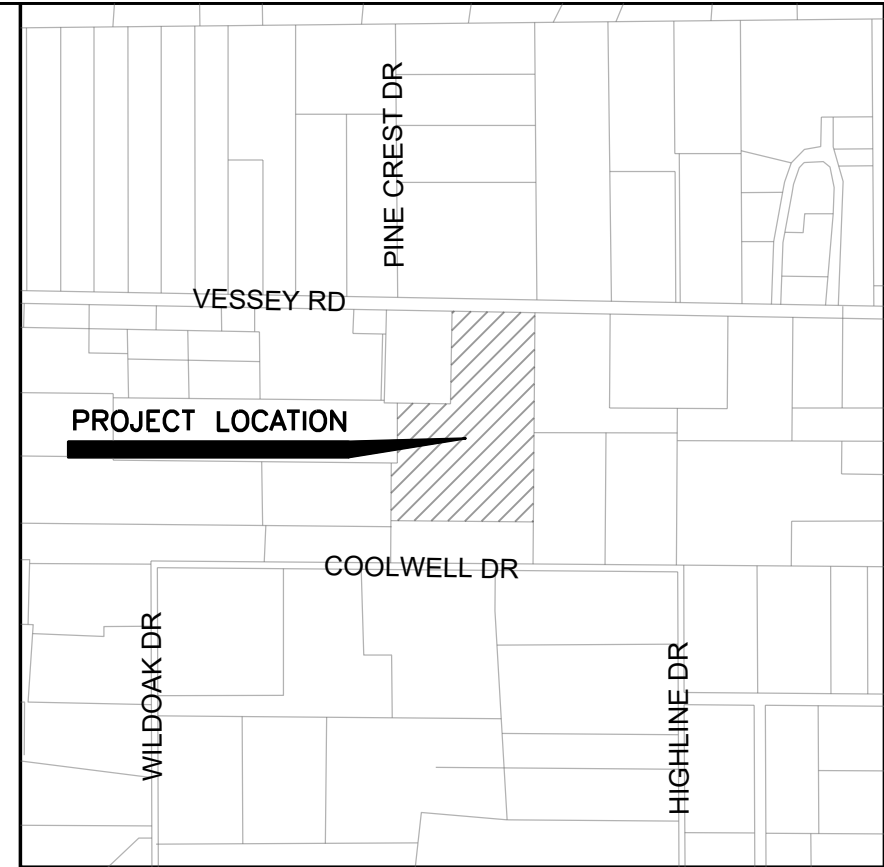 PINE CREST DR
VESSEY RD
PROJECT LOCATION
COOLWELL DR
WILDOAK DR
HIGHLINE DR